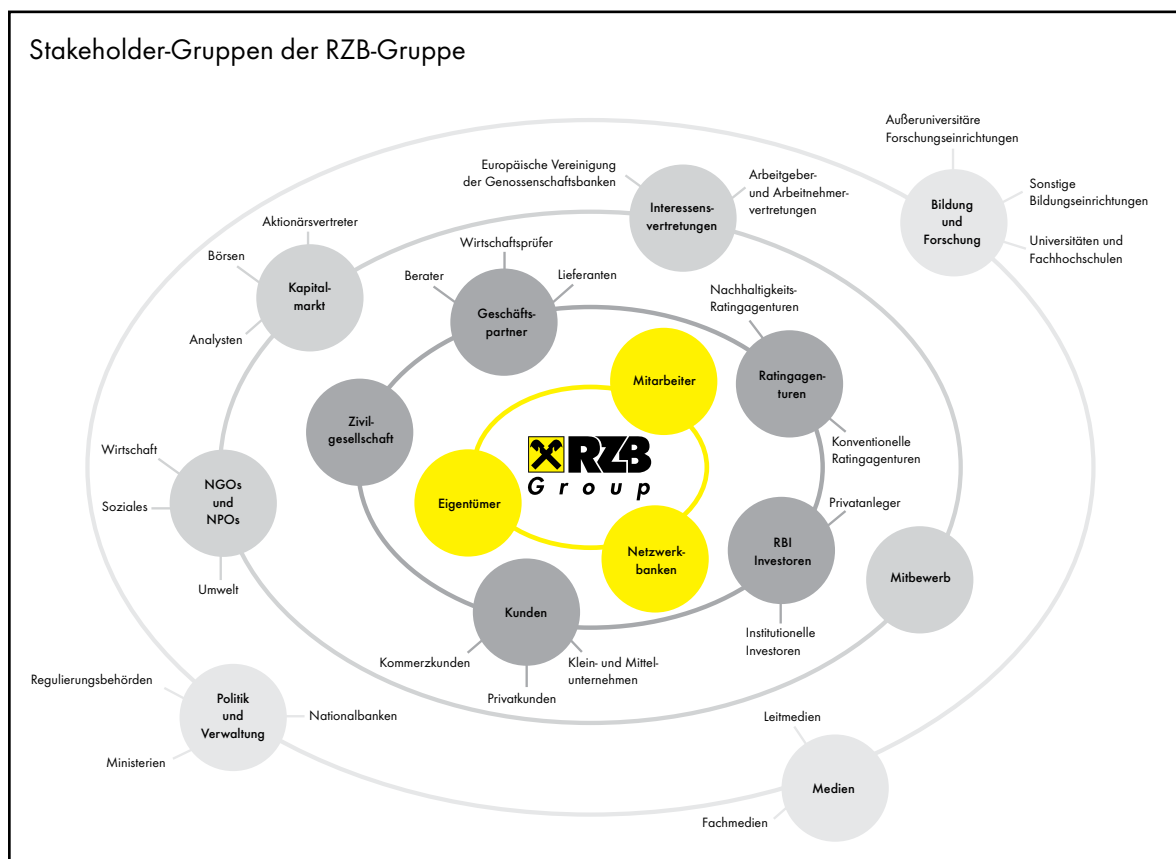 Stakeholder-Gruppen der RZB-Gruppe
Außeruniversitäre
Forschungseinrichtungen
Sonstige
Bildungseinrichtungen
Bildung
und
Forschung
Universitäten und
Fachhochschulen
Europäische Vereinigung
der Genossenschaftsbanken
Interessens-
vertretungen
Arbeitgeber-
und Arbeitnehmer-
vertretungen
Aktionärsvertreter
Börsen
Kapital-
markt
Analysten
Wirtschaftsprüfer
Berater
Lieferanten
Geschäfts-
partner
Nachhaltigkeits-
Ratingagenturen
Ratingagen-
turen
Konventionelle
Ratingagenturen
Mitarbeiter
Zivil-
gesellschaft
RZB
Group
Eigentümer
Netzwerk-
banken
Wirtschaft
Soziales
NGOs
und
NPOs
Umwelt
Privatanleger
RBI
Investoren
Institutionelle
Investoren
Mitbewerb
Kunden
Kommerzkunden
Privatkunden
Klein- und Mittel-
unternehmen
Regulierungsbehörden
Politik
und
Verwaltung
Nationalbanken
Ministerien
Leitmedien
Medien
Fachmedien